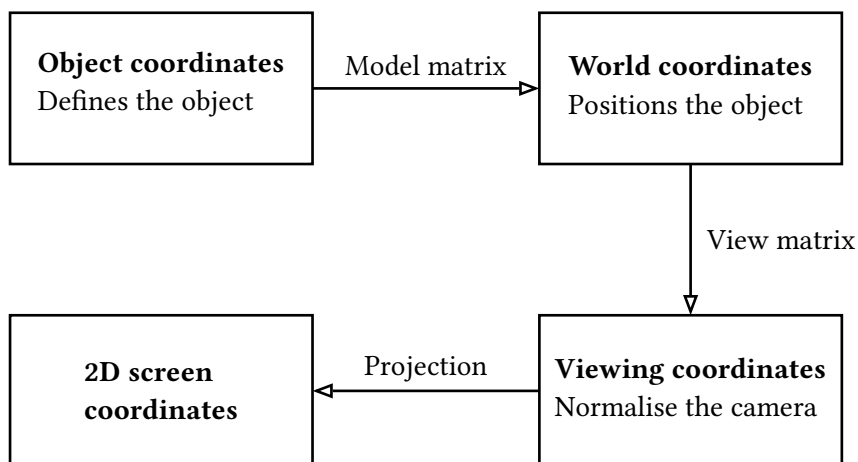 Object coordinates
Defines the object
Model matrix
World coordinates
Positions the object
View matrix
2D screen
coordinates
Projection
Viewing coordinates
Normalise the camera